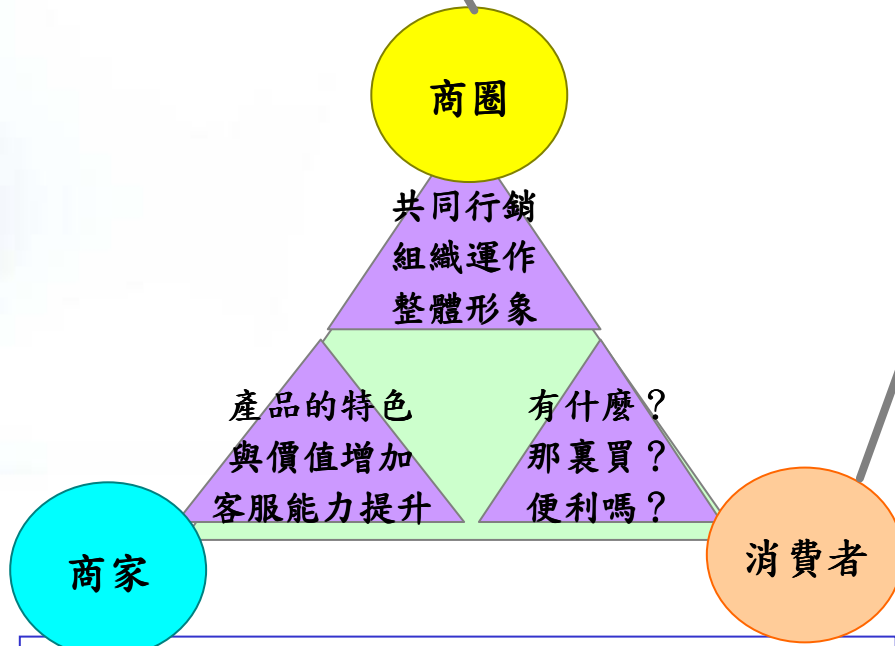 商圈
共同行銷
組織運作
整體形象
產品的特色
與價值增加
客服能力提升
有什麼？
那裏買？
便利嗎？
商家
消費者